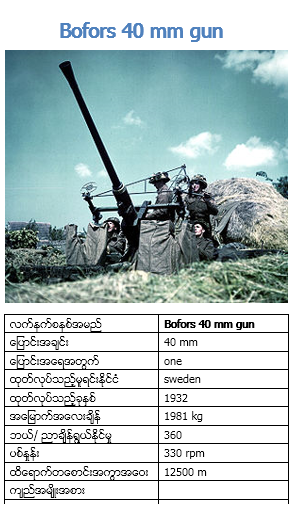 Bofors 40 mm gun
လက်နက်စနစ်အမည် Bofors 40 mm gun
ပြောင်းအချင်း 40 mm
ပြောင်းအရေအတွက် one
ထုတ်လုပ်သည့်မူရင်းနိုင်ငံ sweden
ထုတ်လုပ်သည့်ခုနှစ် 1932
အမြောက်အလေးချိန် 1981 kg
ဘယ်/ ညာချိန်ရွယ်နိုင်မှု 360
ပစ်နှုန်း 330 rpm
ထိရောက်တစောင်းအကွာအဝေး 12500 m
ကျည်အမျိုးအစား